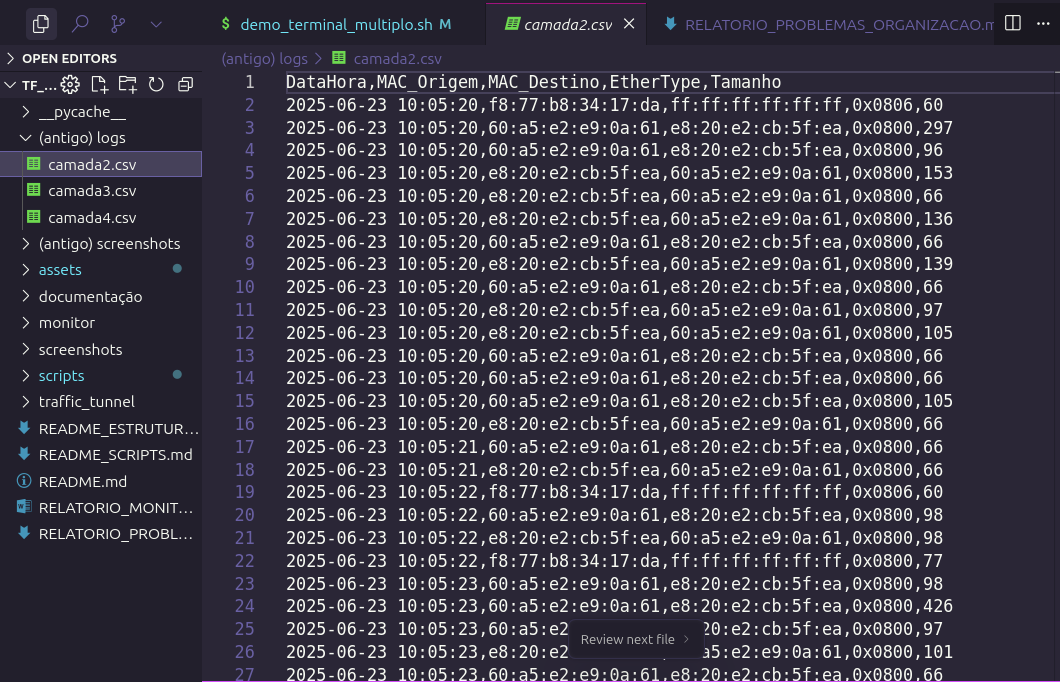 $ demo_terminal_multiplo.sh M
camada2.csv
RELATORIO_PROBLEMAS_ORGANIZACAO.m
OPEN EDITORS
(antigo) logs > camada2.csv
TF_...
__pycache__
(antigo) logs
camada2.csv
camada3.csv
camada4.csv
(antigo) screenshots
assets
documentação
monitor
screenshots
scripts
traffic_tunnel
README_ESTRUTUR...
README_SCRIPTS.md
README.md
RELATORIO_MONIT...
RELATORIO_PROBL...
1 DataHora,MAC_Origem,MAC_Destino,EtherType,Tamanho
2 2025-06-23 10:05:20,f8:77:b8:34:17:da,ff:ff:ff:ff:ff:ff,0x0806,60
3 2025-06-23 10:05:20,60:a5:e2:e9:0a:61,e8:20:e2:cb:5f:ea,0x0800,297
4 2025-06-23 10:05:20,60:a5:e2:e9:0a:61,e8:20:e2:cb:5f:ea,0x0800,96
5 2025-06-23 10:05:20,e8:20:e2:cb:5f:ea,60:a5:e2:e9:0a:61,0x0800,153
6 2025-06-23 10:05:20,e8:20:e2:cb:5f:ea,60:a5:e2:e9:0a:61,0x0800,66
7 2025-06-23 10:05:20,e8:20:e2:cb:5f:ea,60:a5:e2:e9:0a:61,0x0800,136
8 2025-06-23 10:05:20,60:a5:e2:e9:0a:61,e8:20:e2:cb:5f:ea,0x0800,66
9 2025-06-23 10:05:20,e8:20:e2:cb:5f:ea,60:a5:e2:e9:0a:61,0x0800,139
10 2025-06-23 10:05:20,60:a5:e2:e9:0a:61,e8:20:e2:cb:5f:ea,0x0800,66
11 2025-06-23 10:05:20,e8:20:e2:cb:5f:ea,60:a5:e2:e9:0a:61,0x0800,97
12 2025-06-23 10:05:20,e8:20:e2:cb:5f:ea,60:a5:e2:e9:0a:61,0x0800,105
13 2025-06-23 10:05:20,60:a5:e2:e9:0a:61,e8:20:e2:cb:5f:ea,0x0800,66
14 2025-06-23 10:05:20,60:a5:e2:e9:0a:61,e8:20:e2:cb:5f:ea,0x0800,66
15 2025-06-23 10:05:20,60:a5:e2:e9:0a:61,e8:20:e2:cb:5f:ea,0x0800,105
16 2025-06-23 10:05:20,e8:20:e2:cb:5f:ea,60:a5:e2:e9:0a:61,0x0800,66
17 2025-06-23 10:05:21,60:a5:e2:e9:0a:61,e8:20:e2:cb:5f:ea,0x0800,66
18 2025-06-23 10:05:21,e8:20:e2:cb:5f:ea,60:a5:e2:e9:0a:61,0x0800,66
19 2025-06-23 10:05:22,f8:77:b8:34:17:da,ff:ff:ff:ff:ff:ff,0x0806,60
20 2025-06-23 10:05:22,60:a5:e2:e9:0a:61,e8:20:e2:cb:5f:ea,0x0800,98
21 2025-06-23 10:05:22,e8:20:e2:cb:5f:ea,60:a5:e2:e9:0a:61,0x0800,98
22 2025-06-23 10:05:22,f8:77:b8:34:17:da,ff:ff:ff:ff:ff:ff,0x0800,77
23 2025-06-23 10:05:23,60:a5:e2:e9:0a:61,e8:20:e2:cb:5f:ea,0x0800,98
24 2025-06-23 10:05:23,60:a5:e2:e9:0a:61,e8:20:e2:cb:5f:ea,0x0800,426
25 2025-06-23 10:05:23,60:a5:e2 20:e2:cb:5f:ea,0x0800,97
Review next file
26 2025-06-23 10:05:23,e8:20:e2 a5:e2:e9:0a:61,0x0800,101
27 2025-06-23 10:05:23,60:a5:e2:e9:0a:61,e8:20:e2:cb:5f:ea,0x0800,66